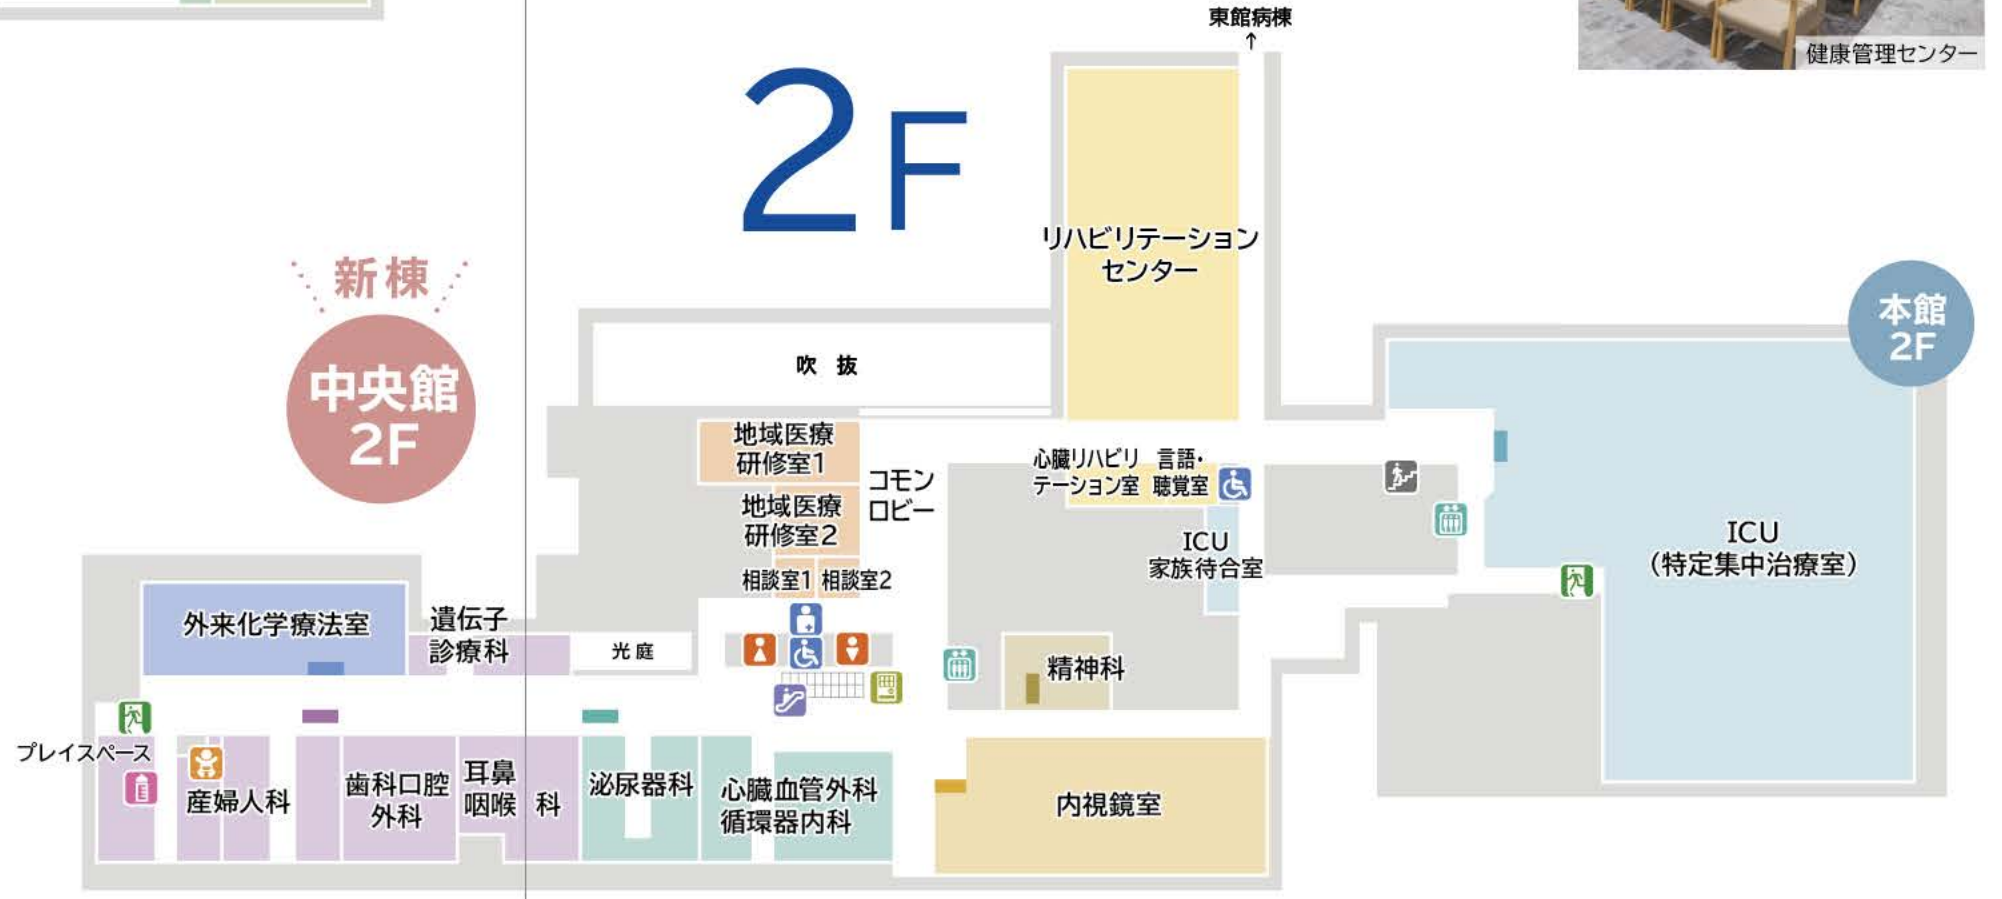 東館病棟
↑
健康管理センター
2F
リハビリテーション
センター
新棟
中央館
2F
本館
2F
吹抜
地域医療
研修室1
コモン
ロビー
地域医療
研修室2
相談室1 相談室2
心臓リハビリ
テーション室
言語・
聴覚室
ICU
家族待合室
ICU
(特定集中治療室)
外来化学療法室
遺伝子
診療科
光庭
精神科
プレイスペース
産婦人科
歯科口腔
外科
耳鼻
咽喉 科
泌尿器科
心臓血管外科
循環器内科
内視鏡室